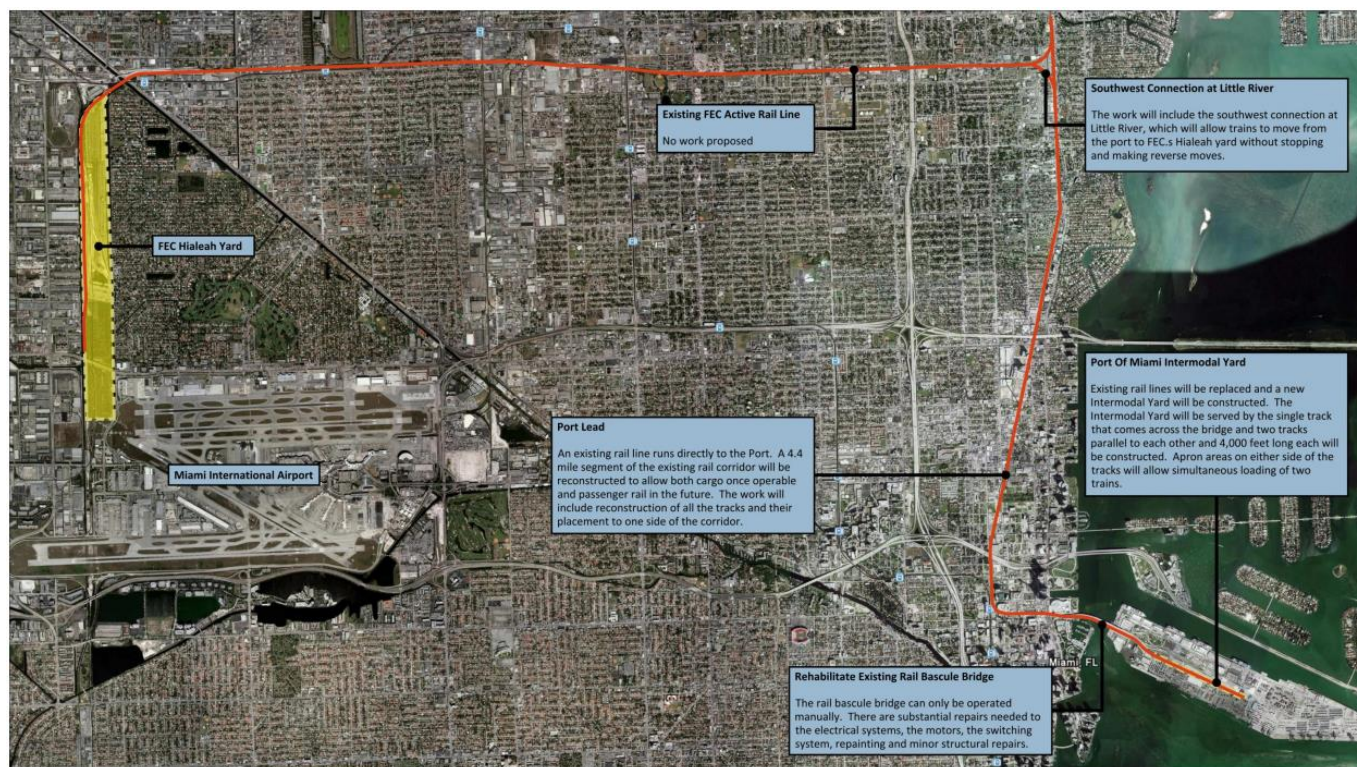 Existing FEC Active Rail Line
No work proposed
Southwest Connection at Little River
The work will include the southwest connection at
Little River, which will allow trains to move from
the port to FEC.s Hialeah yard without stopping
and making reverse moves.
FEC Hialeah Yard
Miami International Airport
Port Lead
An existing rail line runs directly to the Port. A 4.4
mile segment of the existing rail corridor will be
reconstructed to allow both cargo once operable
and passenger rail in the future. The work will
include reconstruction of all the tracks and their
placement to one side of the corridor.
Port Of Miami Intermodal Yard
Existing rail lines will be replaced and a new
Intermodal Yard will be constructed. The
Intermodal Yard will be served by the single track
that comes across the bridge and two tracks
parallel to each other and 4,000 feet long each will
be constructed. Apron areas on either side of the
tracks will allow simultaneous loading of two
trains.
Miami, FL
Rehabilitate Existing Rail Bascule Bridge
The rail bascule bridge can only be operated
manually. There are substantial repairs needed to
the electrical systems, the motors, the switching
system, repainting and minor structural repairs.